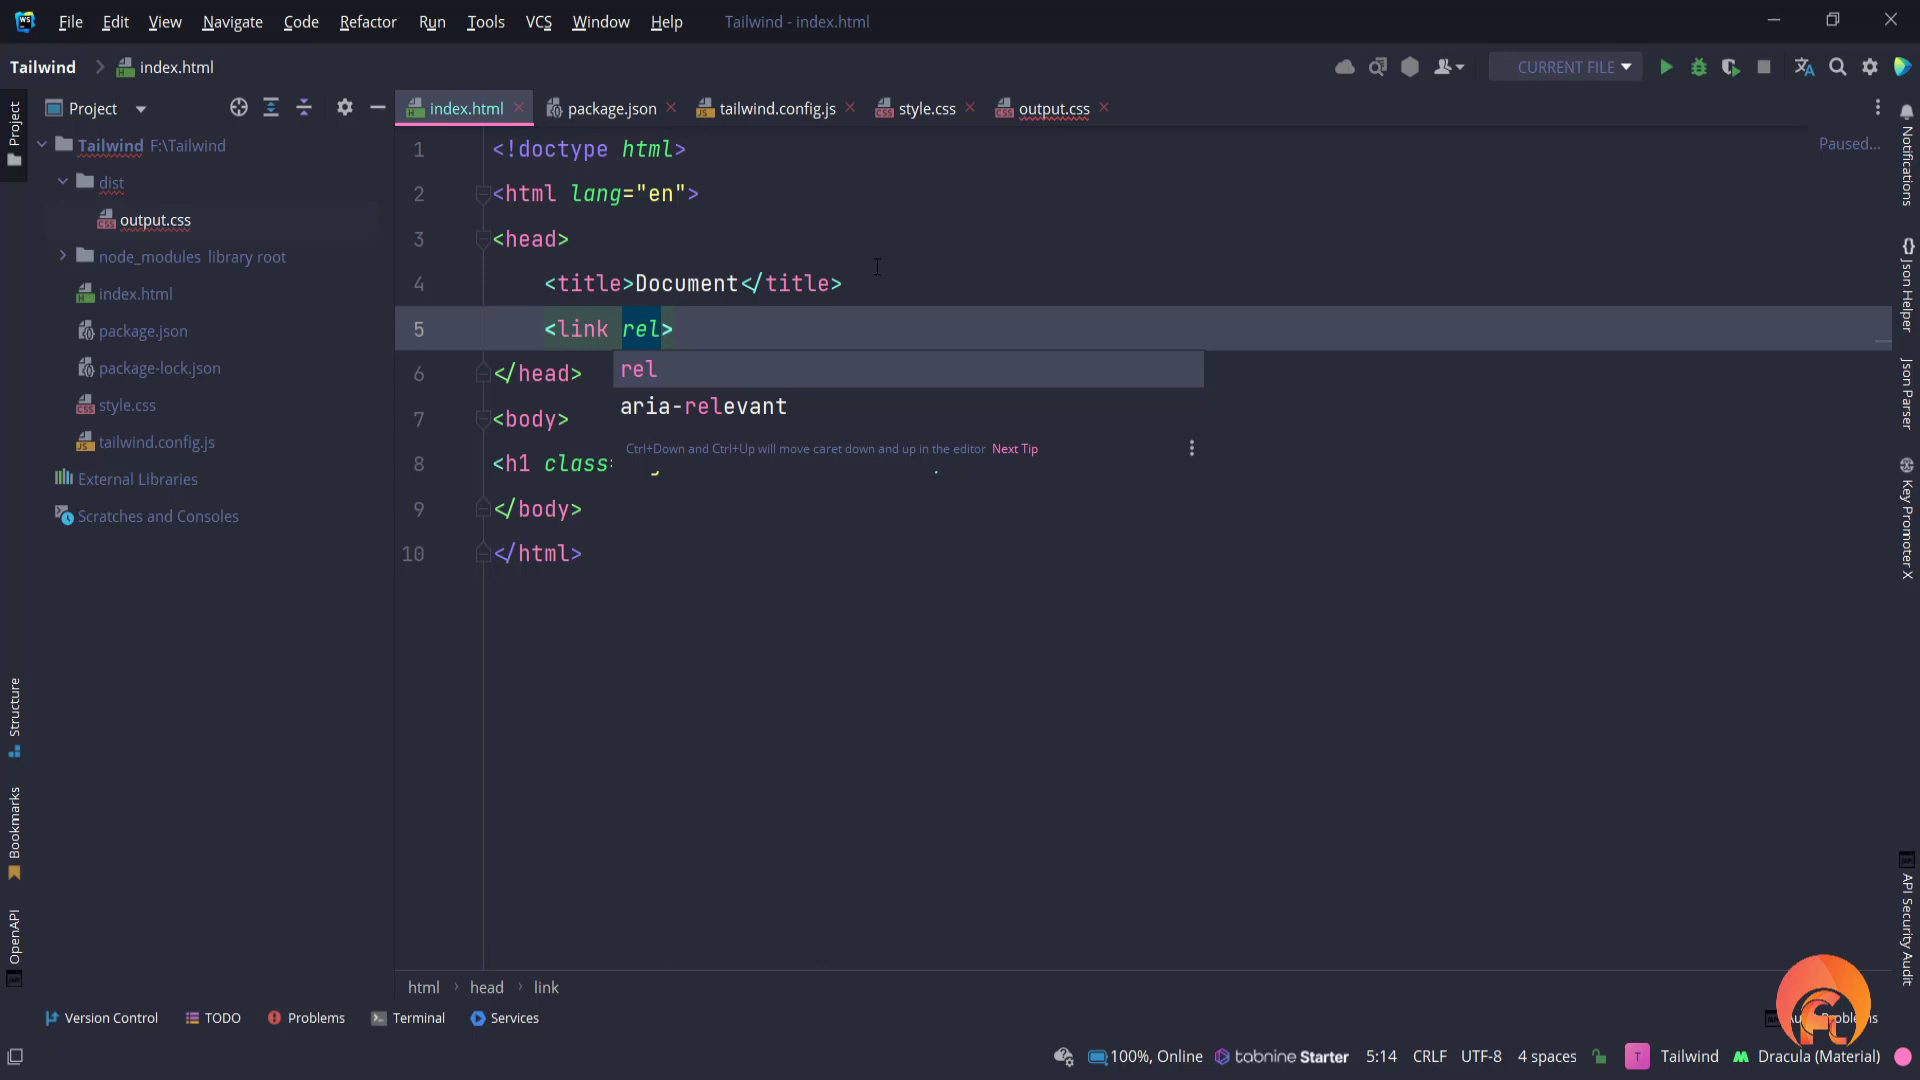 File Edit View Navigate Code Refactor Run Tools VCS Window Help Tailwind - index.html
Tailwind index.html CURRENT FILE
Project
index.html package.json tailwind.config.js style.css output.css
Paused...
Tailwind F:\Tailwind
dist
output.css
node_modules library root
index.html
package.json
package-lock.json
style.css
tailwind.config.js
External Libraries
Scratches and Consoles
1 <!doctype html>
2 <html lang="en">
3 <head>
4 <title>Document</title>
5 <link rel>
rel
6 </head>
aria-relevant
7 <body>
Ctrl+Down and Ctrl+Up will move caret down and up in the editor Next Tip
8 <h1 class=
9 </body>
10 </html>
html head link
Project
Structure
Bookmarks
OpenAPI
Notifications
Json Helper
Json Parser
Key Promoter X
API Security Audit
Version Control TODO Problems Terminal Services
100%, Online tabnine Starter 5:14 CRLF UTF-8 4 spaces T Tailwind Dracula (Material)